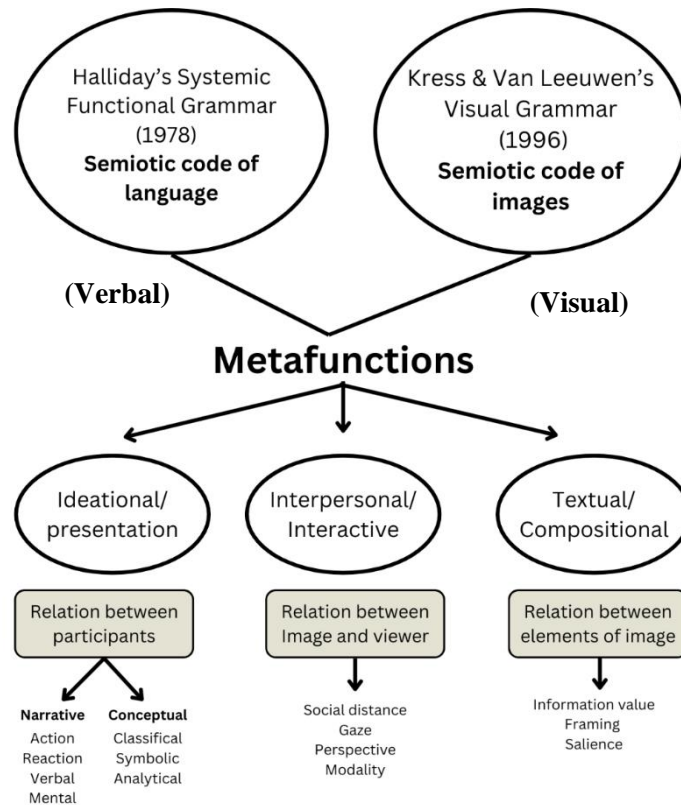 Halliday's Systemic
Functional Grammar
(1978)
Semiotic code of
language
Kress & Van Leeuwen's
Visual Grammar
(1996)
Semiotic code of
images
(Verbal)
(Visual)
Metafunctions
Ideational/
presentation
Interpersonal/
Interactive
Textual/
Compositional
Relation between
participants
Relation between
Image and viewer
Relation between
elements of image
Narrative
Action
Reaction
Verbal
Mental
Conceptual
Classifical
Symbolic
Analytical
Social distance
Gaze
Perspective
Modality
Information value
Framing
Salience